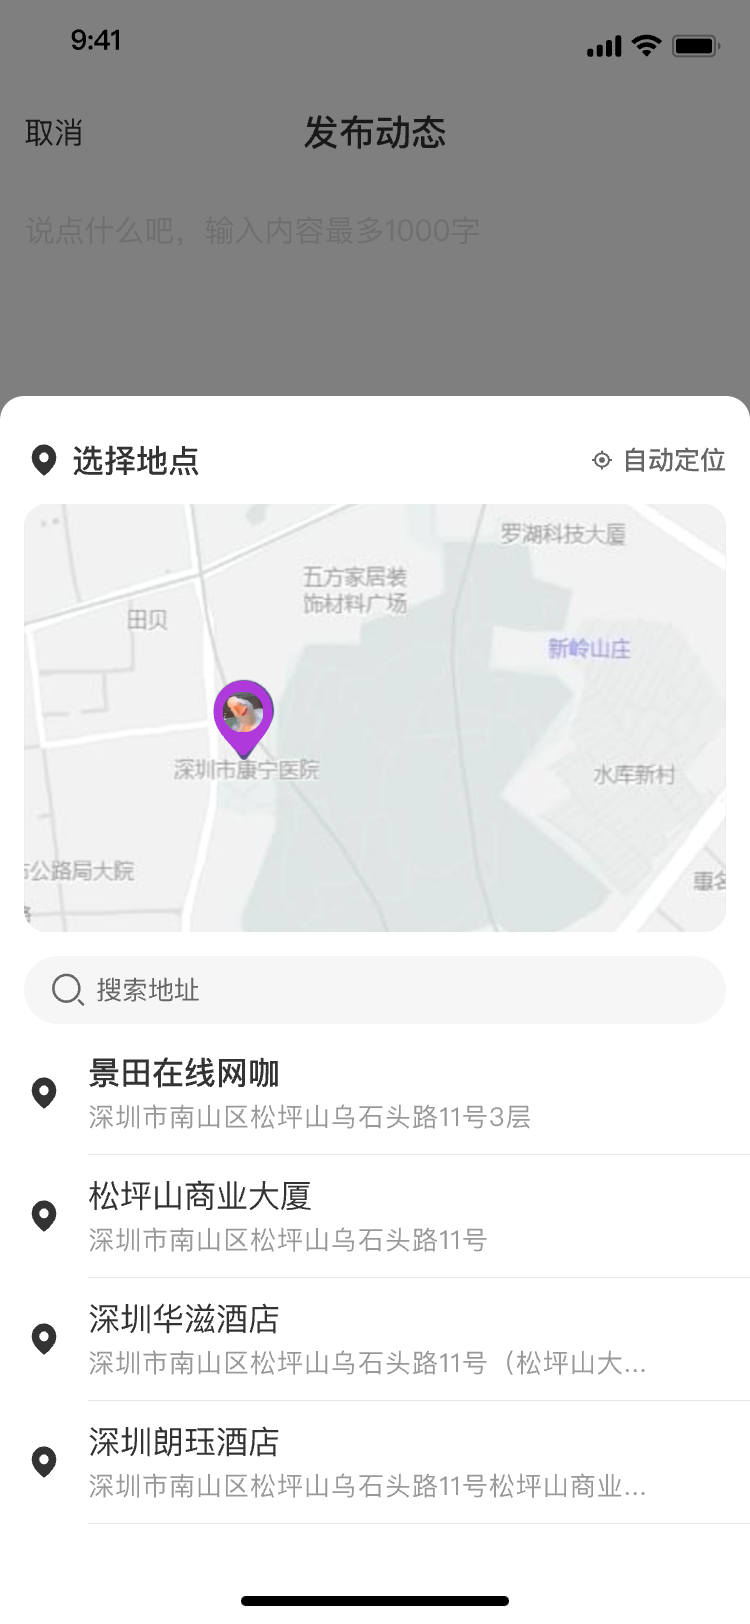 9:41
取消
发布动态
说点什么吧，输入内容最多1000字
选择地点
自动定位
罗湖科技大厦
五方家居装
饰材料广场
田贝
新岭山庄
深圳市康宁医院
水库新村
公路局大院
搜索地址
景田在线网咖
深圳市南山区松坪山乌石头路11号3层
松坪山商业大厦
深圳市南山区松坪山乌石头路11号
深圳华滋酒店
深圳市南山区松坪山乌石头路11号（松坪山大...
深圳朗珏酒店
深圳市南山区松坪山乌石头路11号松坪山商业...